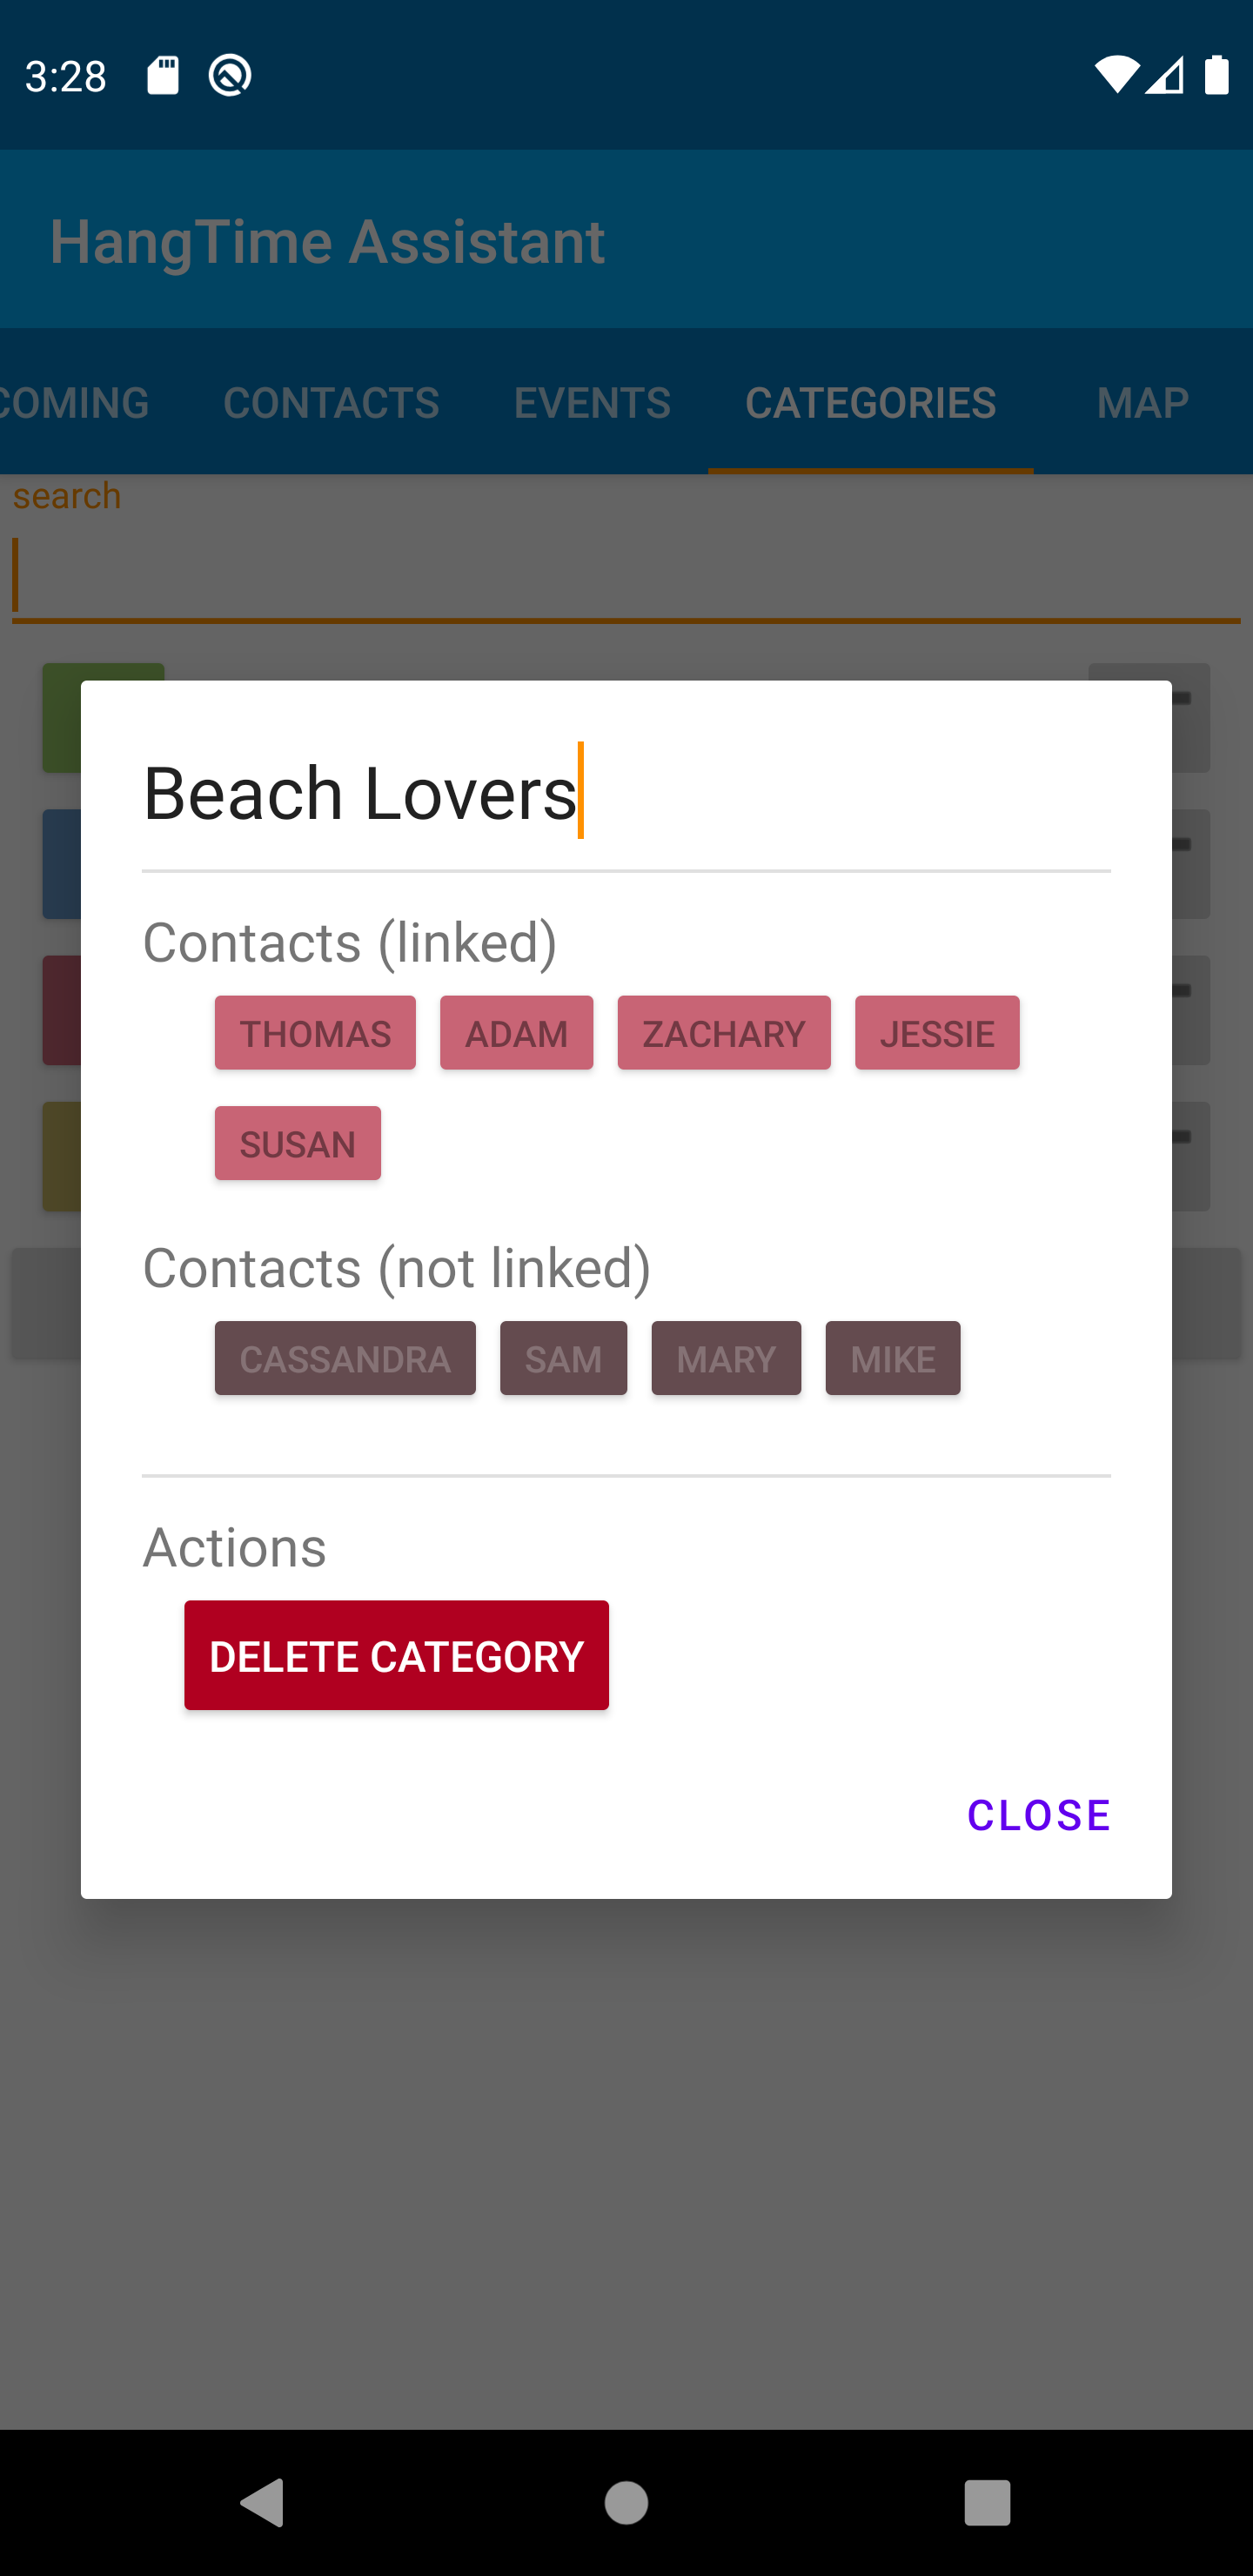 3:28
HangTime Assistant
COMING CONTACTS EVENTS CATEGORIES MAP
search
Beach Lovers
Contacts (linked)
THOMAS ADAM ZACHARY JESSIE
SUSAN
Contacts (not linked)
CASSANDRA SAM MARY MIKE
Actions
DELETE CATEGORY
CLOSE